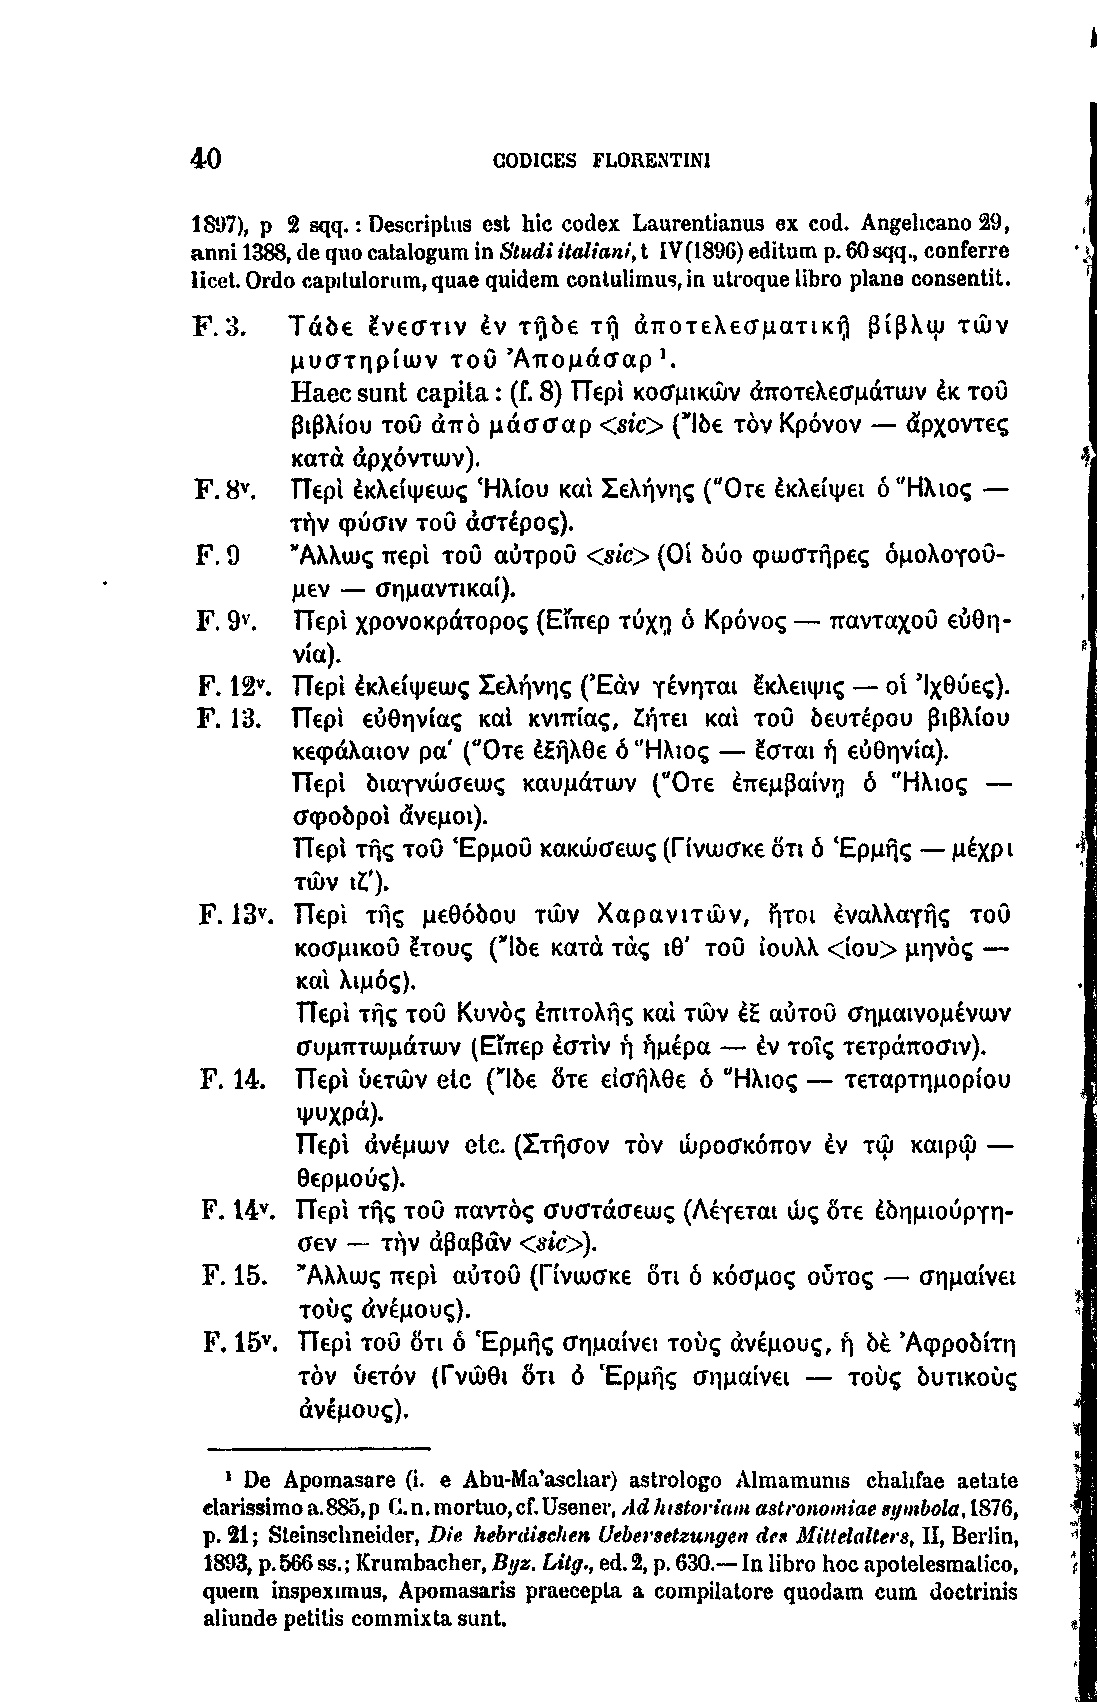 40 CODICES FLORENTINI
1897), p 2 sqq. : Descriptus est hic codex Laurentianus ex cod. Angelicano 29,
anni 1388, de quo catalogum in Studi italiani, t IV (1896) editum p. 60 sqq., conferre
licet. Ordo capitulorum, quae quidem contulimus, in utroque libro plane consentit.
F. 3. Τάδε ἔνεστιν ἐν τῇδε τῇ ἀποτελεσματικῇ βίβλῳ τῶν
μυστηρίων τοῦ Ἀπομάσαρ ¹.
Haec sunt capita : (f. 8) Περὶ κοσμικῶν ἀποτελεσμάτων ἐκ τοῦ
βιβλίου τοῦ ἀπὸ μάσσαρ <sic> (Ἴδε τὸν Κρόνον — ἄρχοντες
κατὰ ἀρχόντων).
F. 8v. Περὶ ἐκλείψεως Ἡλίου καὶ Σελήνης (Ὅτε ἐκλείψει ὁ Ἥλιος —
τὴν φύσιν τοῦ ἀστέρος).
F. 9 Ἄλλως περὶ τοῦ αὐτροῦ <sic> (Οἱ δύο φωστῆρες ὁμολογοῦ-
μεν — σημαντικαί).
F. 9v. Περὶ χρονοκράτορος (Εἴπερ τύχῃ ὁ Κρόνος — πανταχοῦ εὐθη-
νία).
F. 12v. Περὶ ἐκλείψεως Σελήνης (Ἐὰν γένηται ἔκλειψις — οἱ Ἰχθύες).
F. 13. Περὶ εὐθηνίας καὶ κνιπίας, ζήτει καὶ τοῦ δευτέρου βιβλίου
κεφάλαιον ρα′ (Ὅτε ἐξῆλθε ὁ Ἥλιος — ἔσται ἡ εὐθηνία).
Περὶ διαγνώσεως καυμάτων (Ὅτε ἐπεμβαίνῃ ὁ Ἥλιος —
σφοδροὶ ἄνεμοι).
Περὶ τῆς τοῦ Ἑρμοῦ κακώσεως (Γίνωσκε ὅτι ὁ Ἑρμῆς — μέχρι
τῶν ιζ′).
F. 13v. Περὶ τῆς μεθόδου τῶν Χαρανιτῶν, ἤτοι ἐναλλαγῆς τοῦ
κοσμικοῦ ἔτους (Ἴδε κατὰ τὰς ιθ′ τοῦ ἰουλλ <ίου> μηνὸς —
καὶ λιμός).
Περὶ τῆς τοῦ Κυνὸς ἐπιτολῆς καὶ τῶν ἐξ αὐτοῦ σημαινομένων
συμπτωμάτων (Εἴπερ ἐστὶν ἡ ἡμέρα — ἐν τοῖς τετράποσιν).
F. 14. Περὶ ὑετῶν etc (Ἴδε ὅτε εἰσῆλθε ὁ Ἥλιος — τεταρτημορίου
ψυχρά).
Περὶ ἀνέμων etc. (Στῆσον τὸν ὡροσκόπον ἐν τῷ καιρῷ —
θερμούς).
F. 14v. Περὶ τῆς τοῦ παντὸς συστάσεως (Λέγεται ὡς ὅτε ἐδημιούργη-
σεν — τὴν ἀβαβᾶν <sic>).
F. 15. Ἄλλως περὶ αὐτοῦ (Γίνωσκε ὅτι ὁ κόσμος οὗτος — σημαίνει
τοὺς ἀνέμους).
F. 15v. Περὶ τοῦ ὅτι ὁ Ἑρμῆς σημαίνει τοὺς ἀνέμους, ἡ δὲ Ἀφροδίτη
τὸν ὑετόν (Γνῶθι ὅτι ὁ Ἑρμῆς σημαίνει — τοὺς δυτικοὺς
ἀνέμους).
¹ De Apomasare (i. e Abu-Ma'aschar) astrologo Almamunis chalifae aetate
clarissimo a. 885, p C. n. mortuo, cf. Usener, Ad historiam astronomiae symbola, 1876,
p. 21; Steinschneider, Die hebräischen Uebersetzungen des Mittelalters, II, Berlin,
1893, p. 566 ss.; Krumbacher, Byz. Litg., ed. 2, p. 630. — In libro hoc apotelesmatico,
quem inspeximus, Apomasaris praecepta a compilatore quodam cum doctrinis
aliunde petitis commixta sunt.